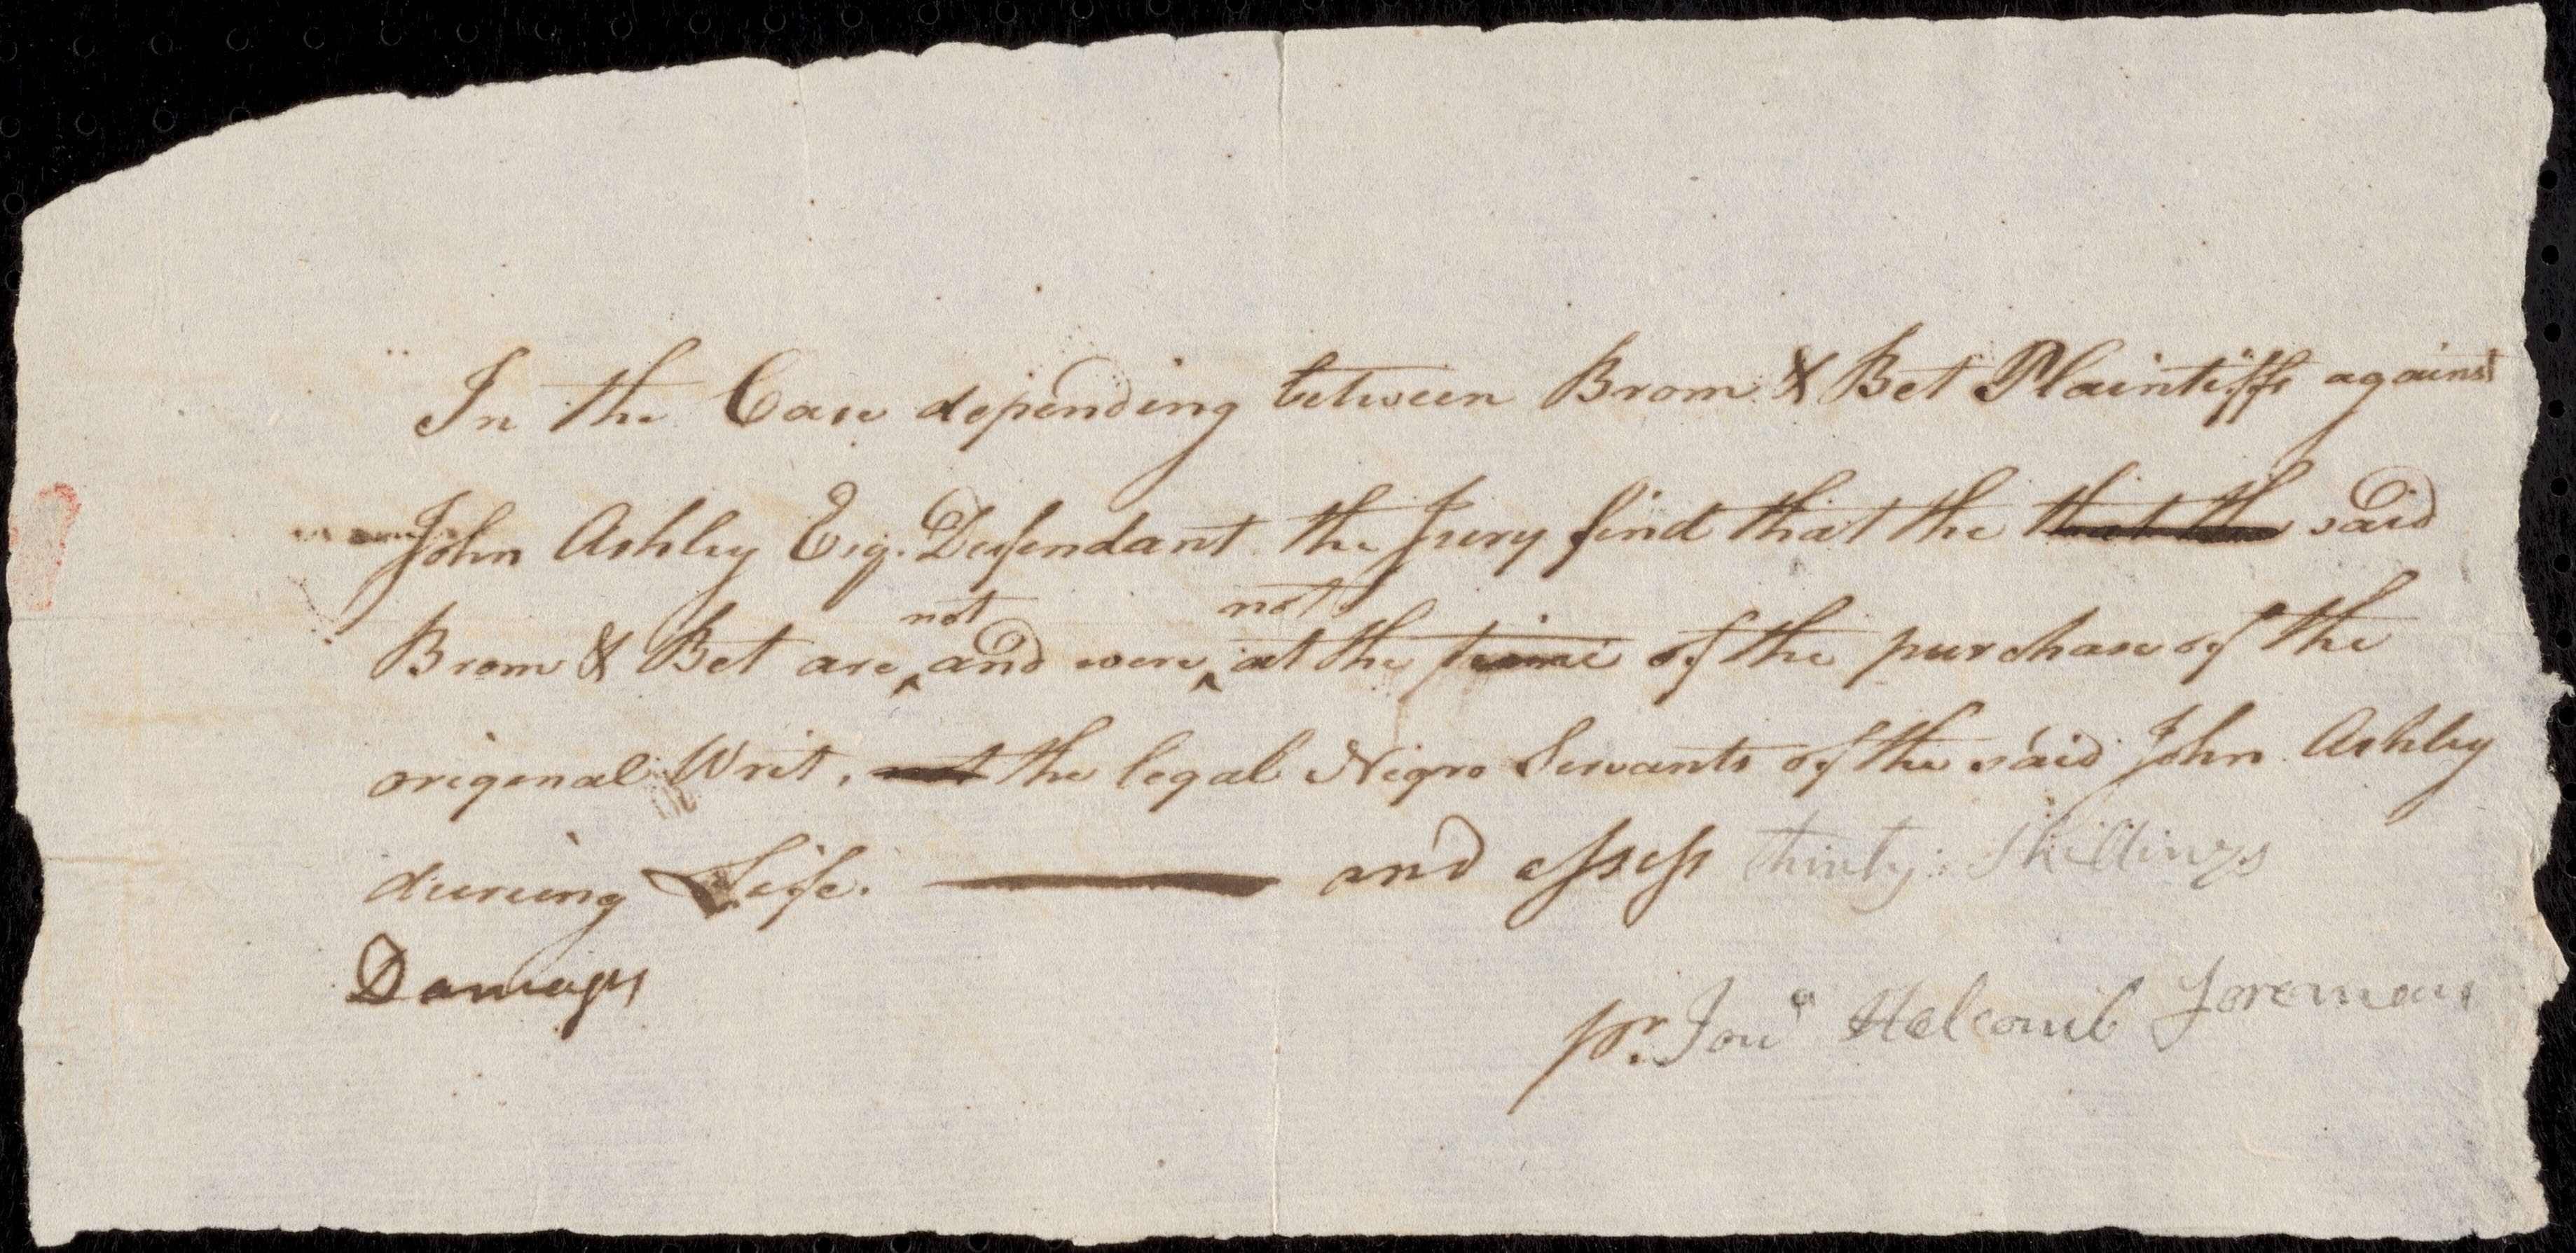 In the Case depending between Brom & Bet Plaintiffs against
John Ashley Esq. Defendant the Jury find that the that the said
Brom & Bet are not and were not at the time of the purchase of the
original Writ, not the legal Negro Servants of the said John Ashley
during Life. and assess thirty Shillings
Damages
pr. Jona Holcomb Foreman